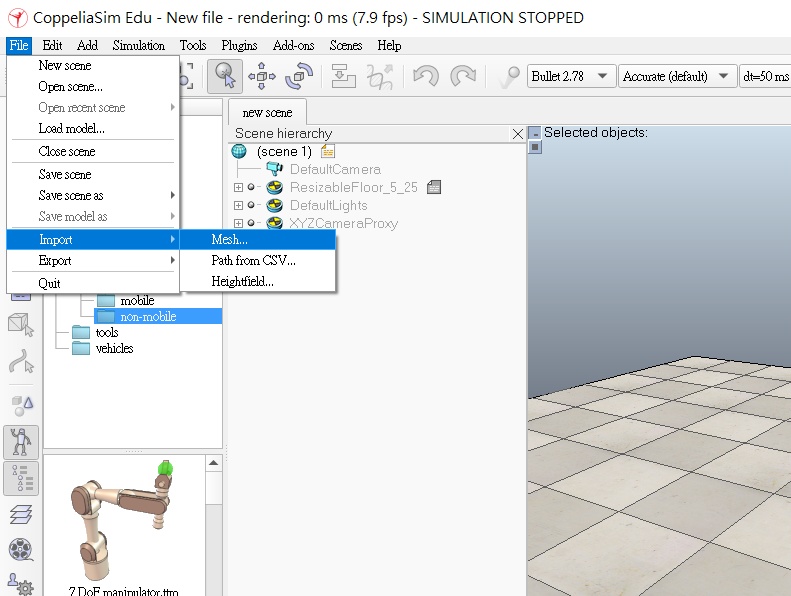 CoppeliaSim Edu - New file - rendering: 0 ms (7.9 fps) - SIMULATION STOPPED
File Edit Add Simulation Tools Plugins Add-ons Scenes Help
New scene
Open scene...
Open recent scene
Load model...
Close scene
Save scene
Save scene as
Save model as
Import
Export
Quit
Mesh...
Path from CSV...
Heightfield...
Bullet 2.78
Accurate (default)
dt=50 ms
new scene
Scene hierarchy
(scene 1)
DefaultCamera
ResizableFloor_5_25
DefaultLights
XYZCameraProxy
Selected objects:
mobile
non-mobile
tools
vehicles
7 DoF manipulator.ttm